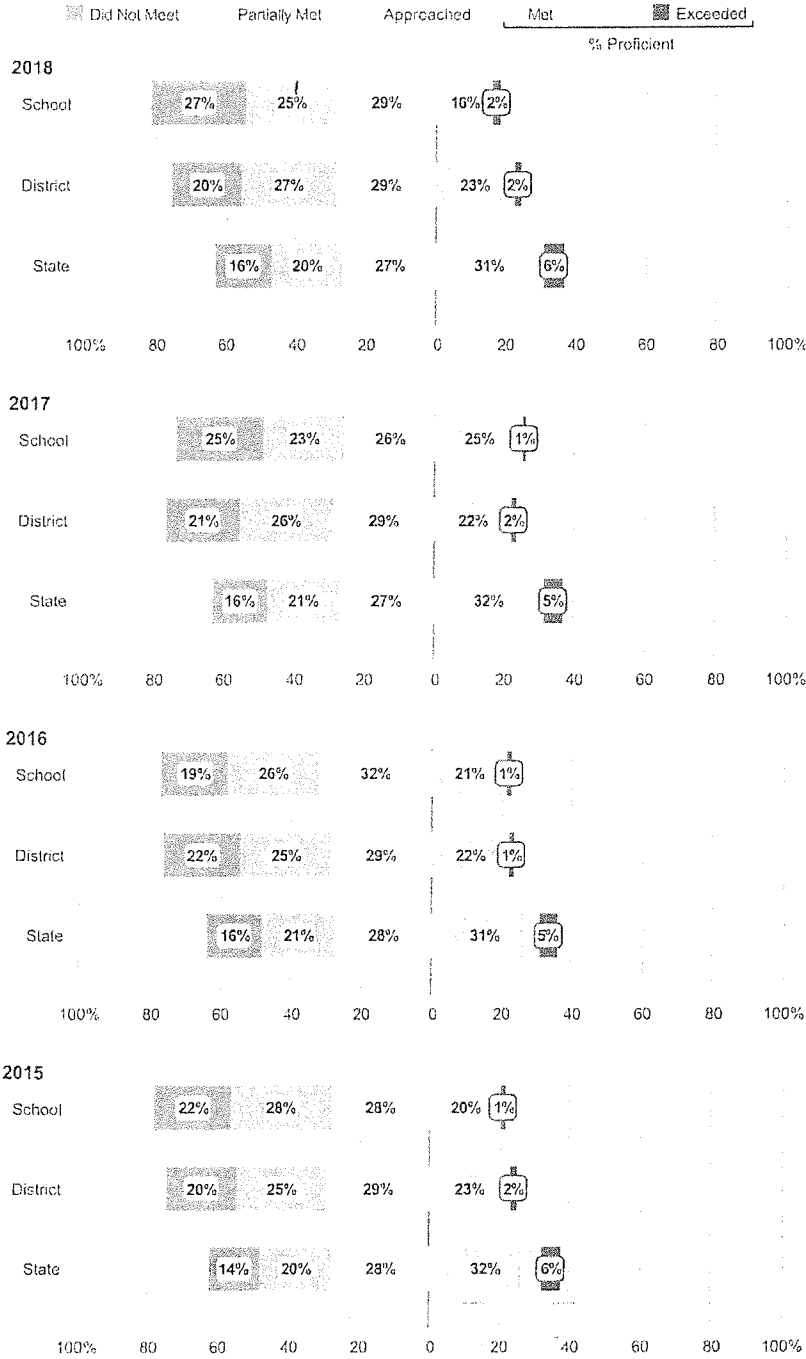 Did Not Meet Partially Met Approached Met Exceeded
% Proficient
2018
School 27% 25% 29% 16% 2%
District 20% 27% 29% 23% 2%
State 16% 20% 27% 31% 6%
100% 80 60 40 20 0 20 40 60 80 100%
2017
School 25% 23% 26% 25% 1%
District 21% 26% 29% 22% 2%
State 16% 21% 27% 32% 5%
100% 80 60 40 20 0 20 40 60 80 100%
2016
School 19% 26% 32% 21% 1%
District 22% 25% 29% 22% 1%
State 16% 21% 28% 31% 5%
100% 80 60 40 20 0 20 40 60 80 100%
2015
School 22% 28% 28% 20% 1%
District 20% 25% 29% 23% 2%
State 14% 20% 28% 32% 6%
100% 80 60 40 20 0 20 40 60 80 100%